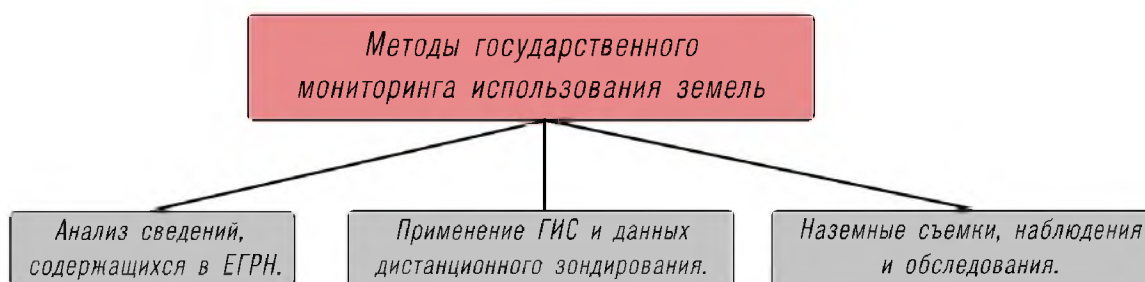 Методы государственного
мониторинга использования земель
Анализ сведений,
содержащихся в ЕГРН.
Применение ГИС и данных
дистанционного зондирования.
Наземные съемки, наблюдения
и обследования.